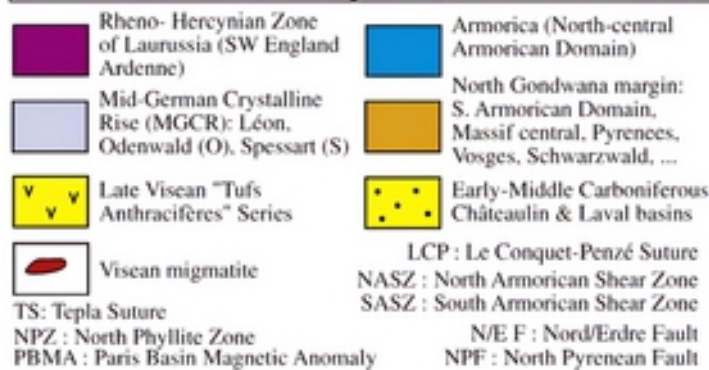 Rheno- Hercynian Zone
of Laurussia (SW England
Ardenne)
Armorica (North-central
Armorican Domain)
Mid-German Crystalline
Rise (MGCR): Léon,
Odenwald (O), Spessart (S)
North Gondwana margin:
S. Armorican Domain,
Massif central, Pyrenees,
Vosges, Schwarzwald, ...
Late Visean "Tufs
Anthracifères" Series
Early-Middle Carboniferous
Châteaulin & Laval basins
Visean migmatite
LCP : Le Conquet-Penzé Suture
NASZ : North Armorican Shear Zone
SASZ : South Armorican Shear Zone
TS: Tepla Suture
NPZ : North Phyllite Zone
PBMA : Paris Basin Magnetic Anomaly
N/E F : Nord/Erdre Fault
NPF : North Pyrenean Fault